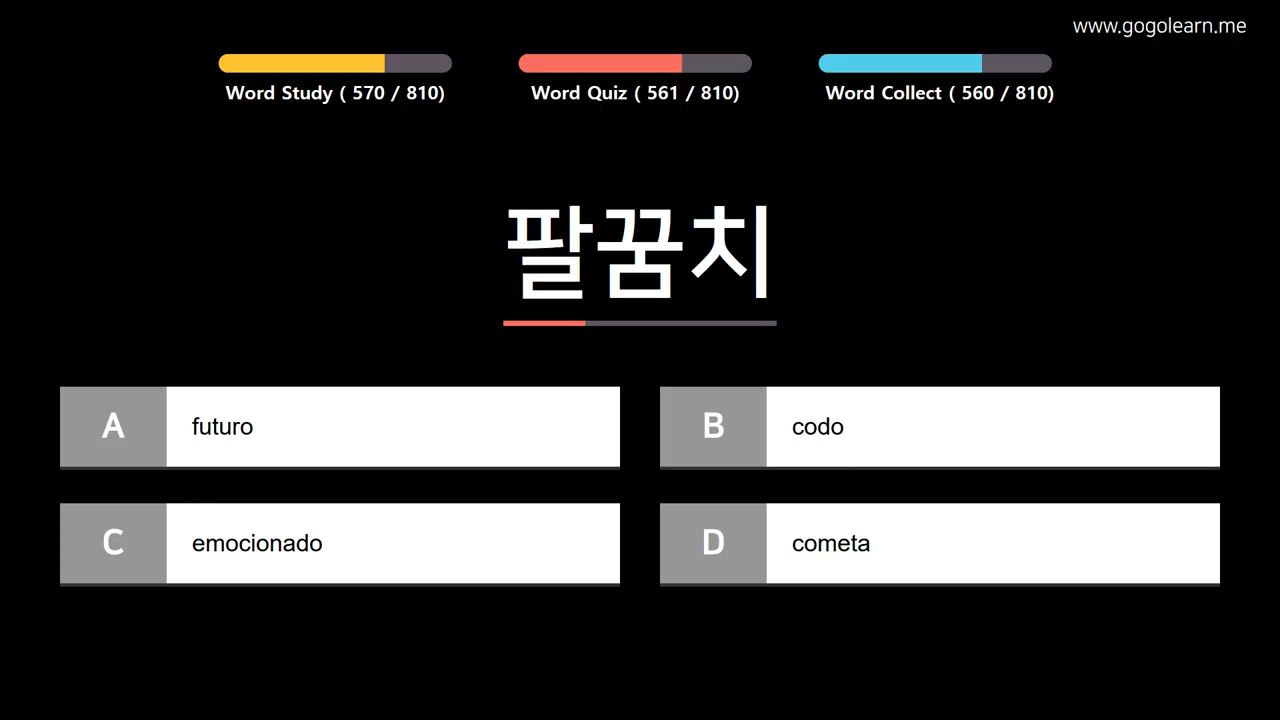 www.gogolearn.me
Word Study ( 570 / 810)
Word Quiz ( 561 / 810)
Word Collect ( 560 / 810)
팔꿈치
A
futuro
B
codo
C
emocionado
D
cometa